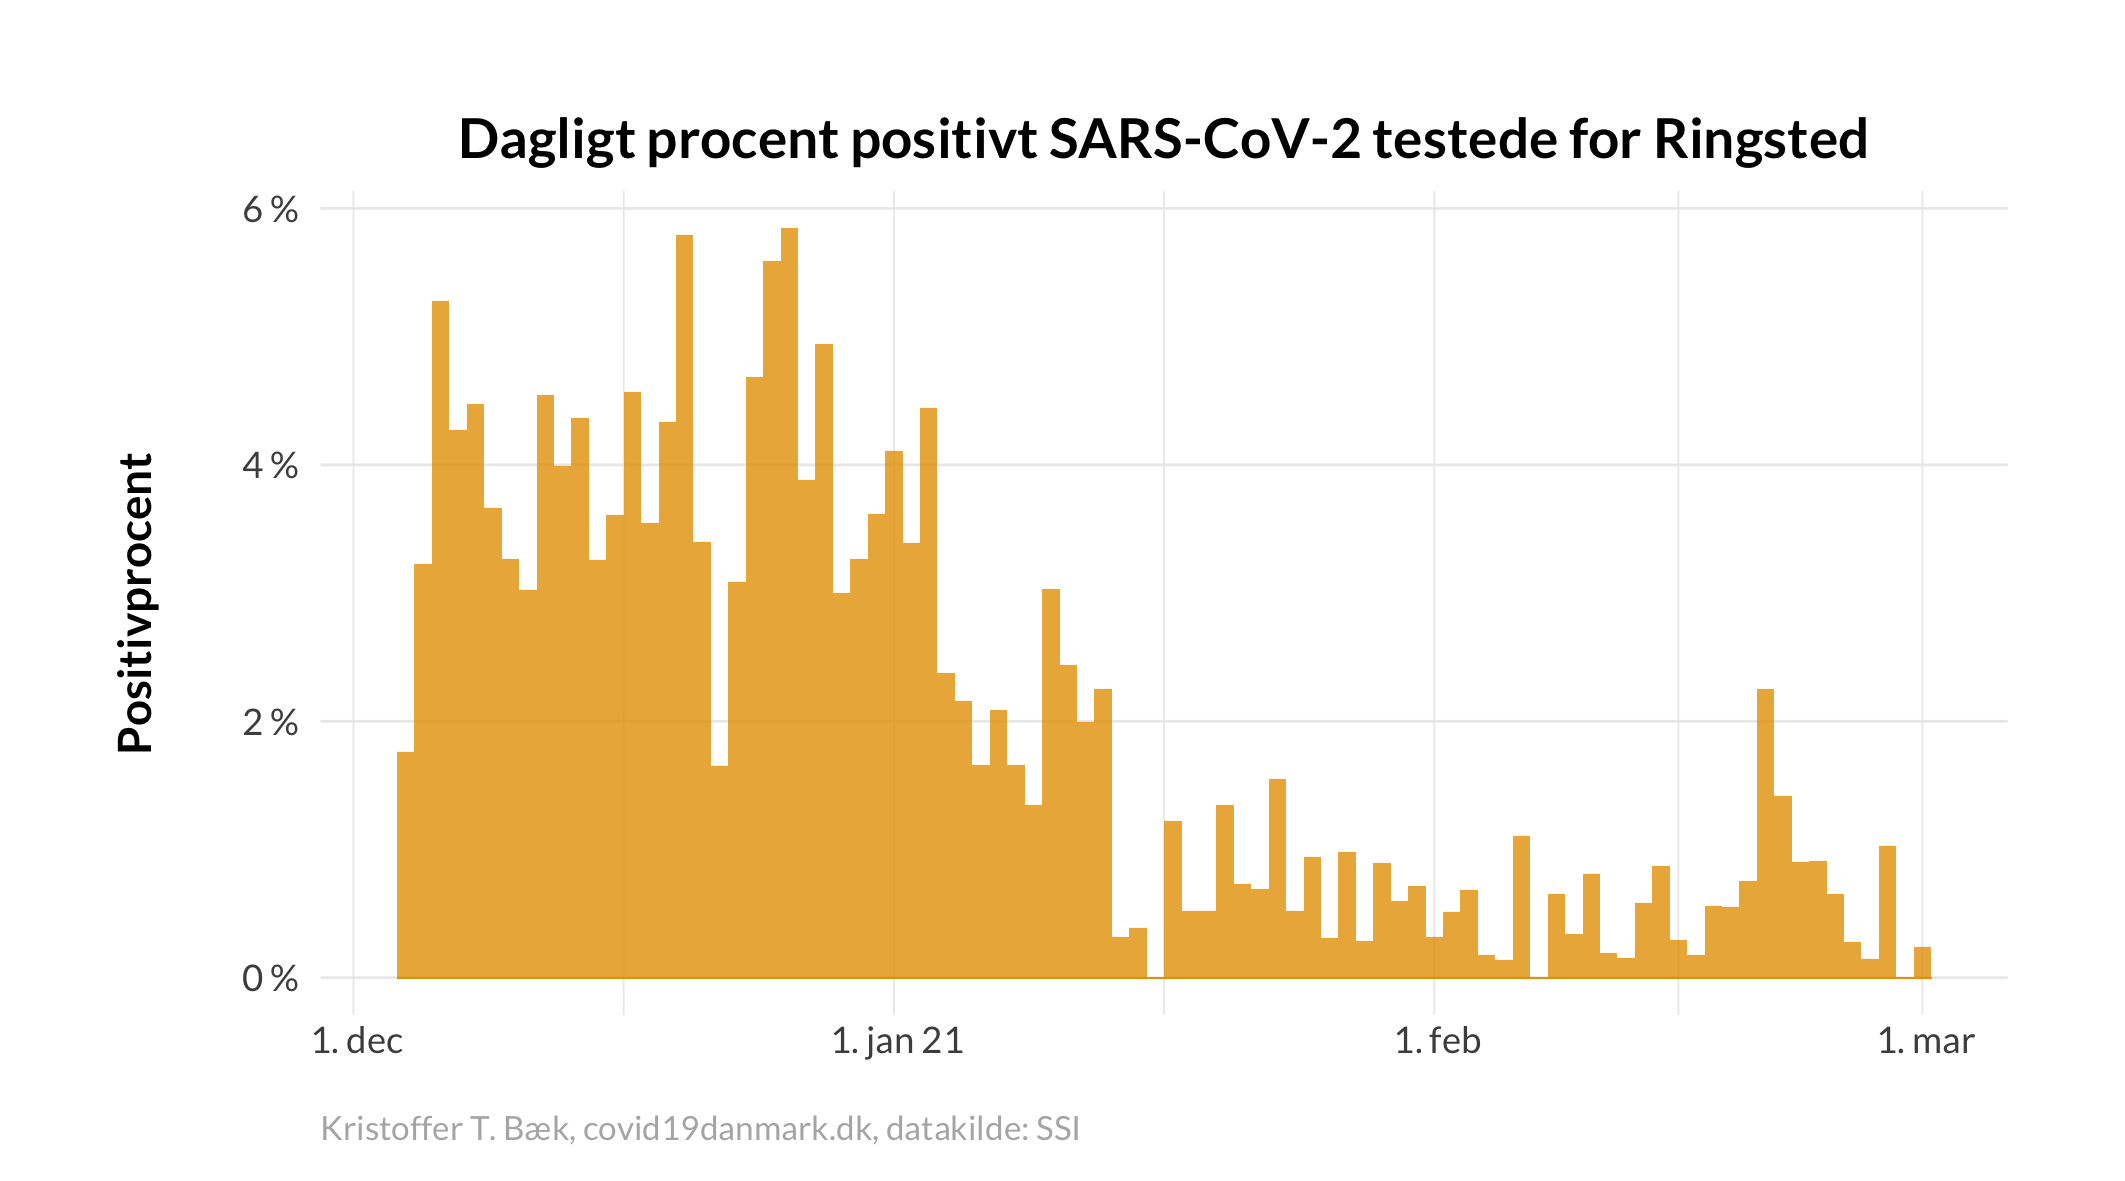 Dagligt procent positivt SARS-CoV-2 testede for Ringsted
Positivprocent
6 %
4 %
2 %
0 %
1. dec
1. jan 21
1. feb
1. mar
Kristoffer T. Bæk, covid19danmark.dk, datakilde: SSI